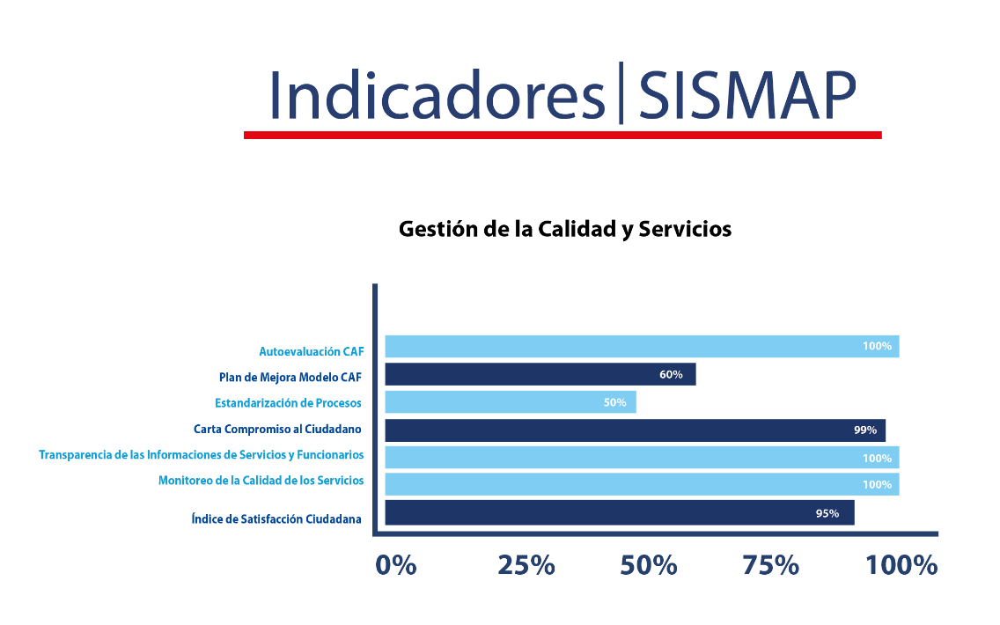 Indicadores|SISMAP
Gestión de la Calidad y Servicios
Autoevaluación CAF 100%
Plan de Mejora Modelo CAF 60%
Estandarización de Procesos 50%
Carta Compromiso al Ciudadano 99%
Transparencia de las Informaciones de Servicios y Funcionarios 100%
Monitoreo de la Calidad de los Servicios 100%
Índice de Satisfacción Ciudadana 95%
0% 25% 50% 75% 100%